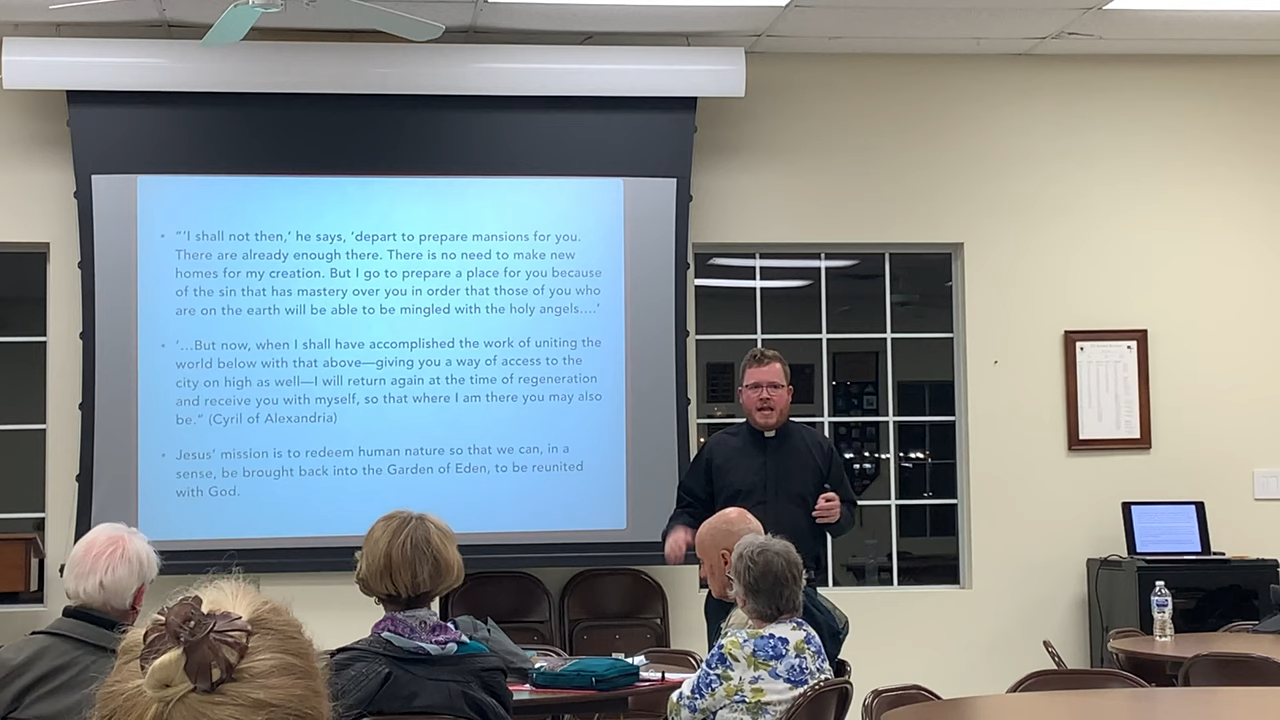 • "'I shall not then,' he says, 'depart to prepare mansions for you.
There are already enough there. There is no need to make new
homes for my creation. But I go to prepare a place for you because
of the sin that has mastery over you in order that those of you who
are on the earth will be able to be mingled with the holy angels....'
• '...But now, when I shall have accomplished the work of uniting the
world below with that above—giving you a way of access to the
city on high as well—I will return again at the time of regeneration
and receive you with myself, so that where I am there you may also
be." (Cyril of Alexandria)
• Jesus' mission is to redeem human nature so that we can, in a
sense, be brought back into the Garden of Eden, to be reunited
with God.